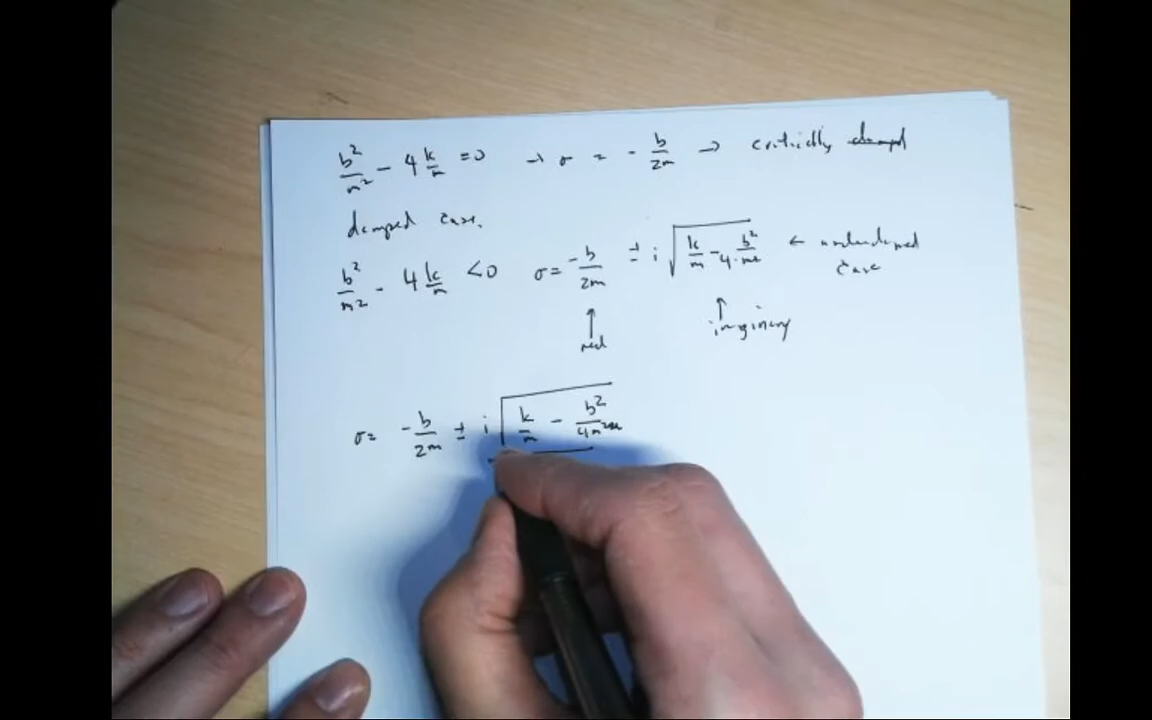 b²/m² - 4 k/m = 0 → σ = - b/2m → critically damped
damped case.
b²/m² - 4 k/m < 0 σ = -b/2m ± i √(k/m - b²/4·m²) ← underdamped
case
↑ real ↑ imaginary
σ = -b/2m ± i √(k/m - b²/4m²)